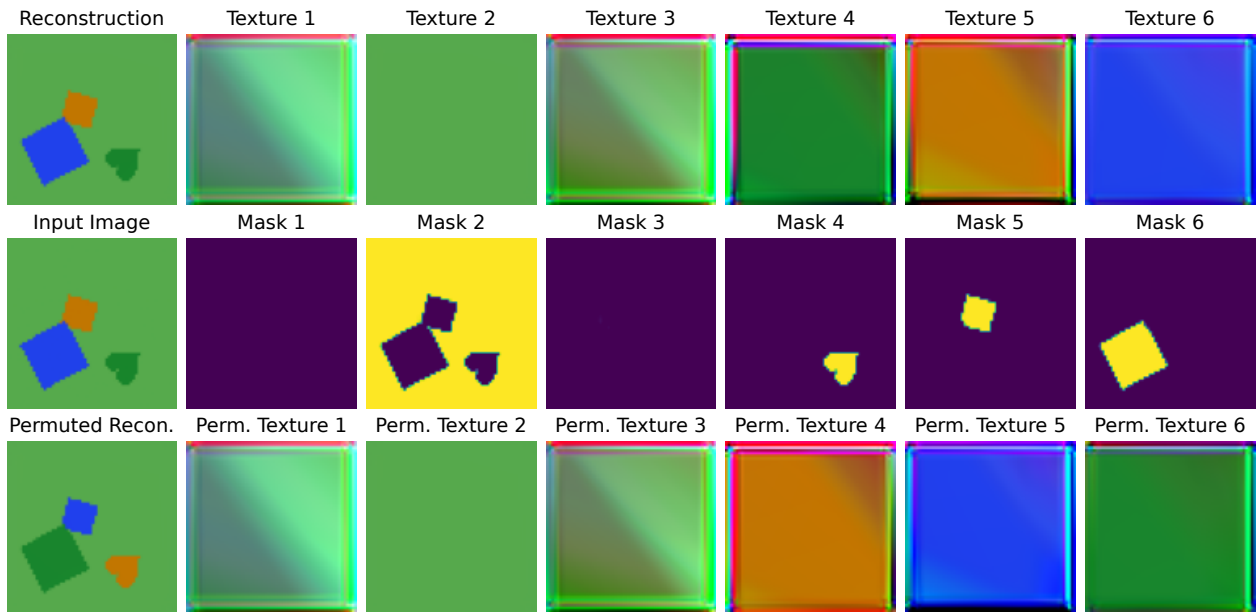 Reconstruction Texture 1 Texture 2 Texture 3 Texture 4 Texture 5 Texture 6
Input Image Mask 1 Mask 2 Mask 3 Mask 4 Mask 5 Mask 6
Permuted Recon. Perm. Texture 1 Perm. Texture 2 Perm. Texture 3 Perm. Texture 4 Perm. Texture 5 Perm. Texture 6